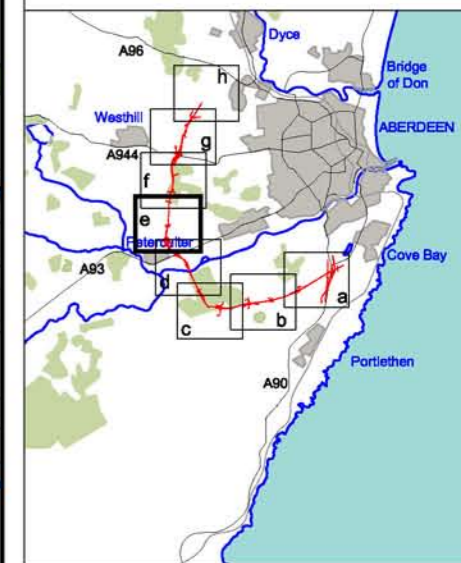 Dyce
A96
Bridge
of Don
h
Westhill
ABERDEEN
g
A944
f
e
Peterculter
Cove Bay
A93
d
a
c
b
Portlethen
A90